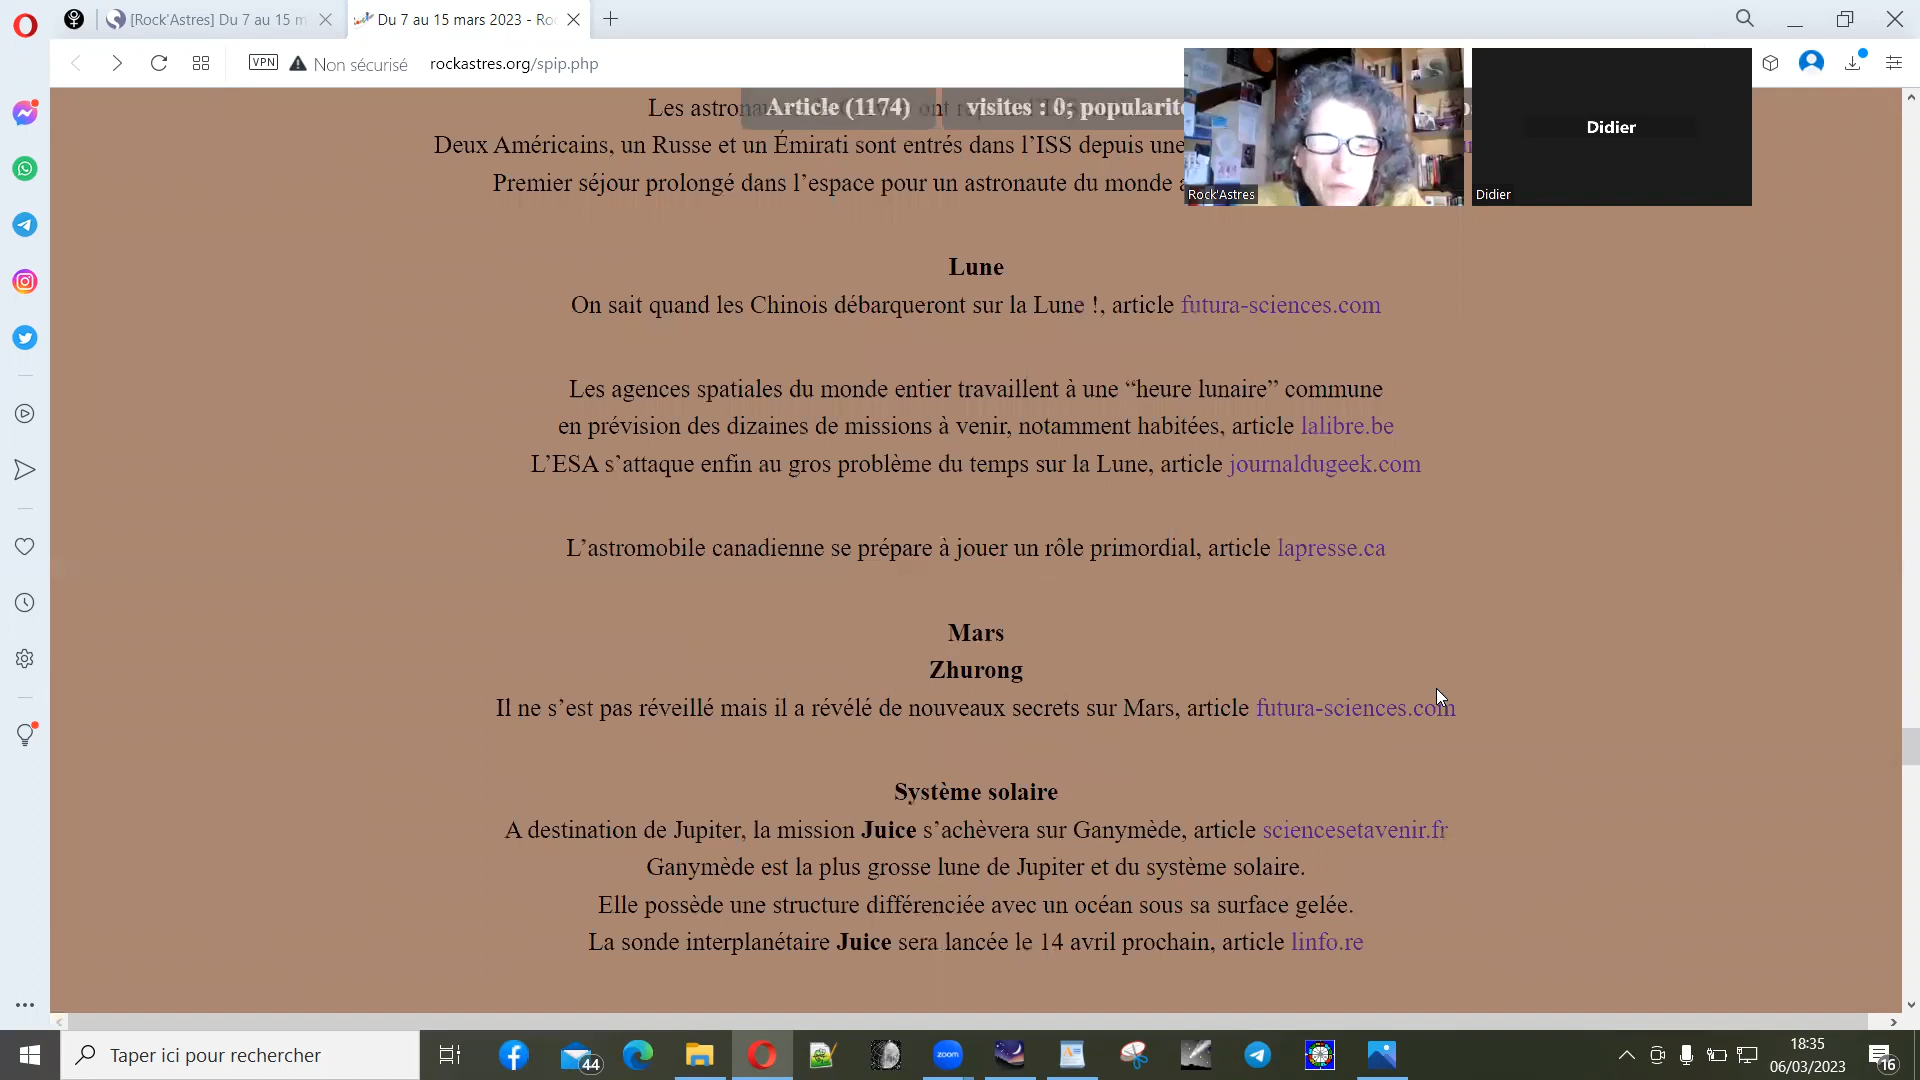 [Rock'Astres] Du 7 au 15 m
Du 7 au 15 mars 2023 - Ro
VPN
Non sécurisé
rockastres.org/spip.php
Les astron
Article (1174)
ont re
visites : 0; popularité
Deux Américains, un Russe et un Émirati sont entrés dans l'ISS depuis une
Premier séjour prolongé dans l'espace pour un astronaute du monde a
Rock'Astres
Didier
Didier
Lune
On sait quand les Chinois débarqueront sur la Lune !, article futura-sciences.com
Les agences spatiales du monde entier travaillent à une “heure lunaire” commune
en prévision des dizaines de missions à venir, notamment habitées, article lalibre.be
L'ESA s'attaque enfin au gros problème du temps sur la Lune, article journaldugeek.com
L'astromobile canadienne se prépare à jouer un rôle primordial, article lapresse.ca
Mars
Zhurong
Il ne s'est pas réveillé mais il a révélé de nouveaux secrets sur Mars, article futura-sciences.com
Système solaire
A destination de Jupiter, la mission Juice s'achèvera sur Ganymède, article sciencesetavenir.fr
Ganymède est la plus grosse lune de Jupiter et du système solaire.
Elle possède une structure différenciée avec un océan sous sa surface gelée.
La sonde interplanétaire Juice sera lancée le 14 avril prochain, article linfo.re
Taper ici pour rechercher
44
zoom
18:35
06/03/2023
16